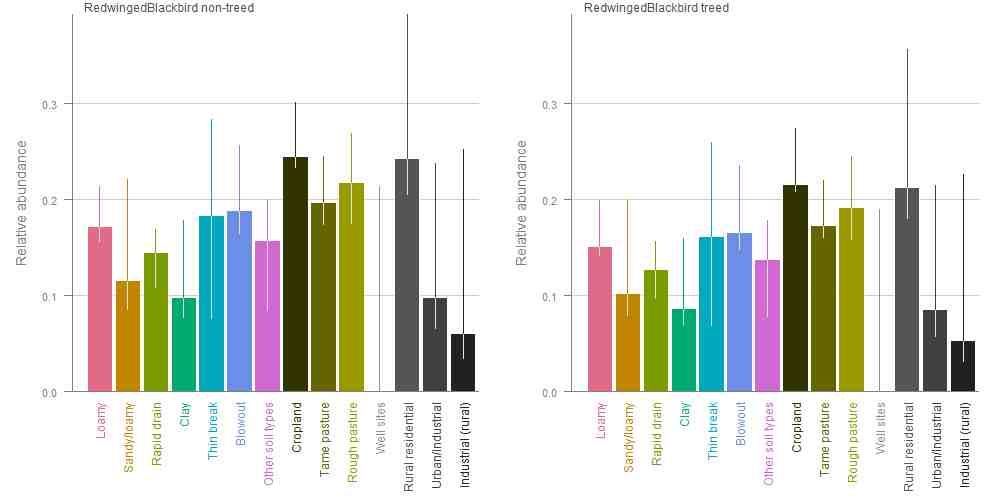 RedwingedBlackbird non-treed
Relative abundance
0.3
0.2
0.1
0.0
Loamy
Sandy/loamy
Rapid drain
Clay
Thin break
Blowout
Other soil types
Cropland
Tame pasture
Rough pasture
Well sites
Rural residential
Urban/Industrial
Industrial (rural)
RedwingedBlackbird treed
Relative abundance
0.3
0.2
0.1
0.0
Loamy
Sandy/loamy
Rapid drain
Clay
Thin break
Blowout
Other soil types
Cropland
Tame pasture
Rough pasture
Well sites
Rural residential
Urban/Industrial
Industrial (rural)